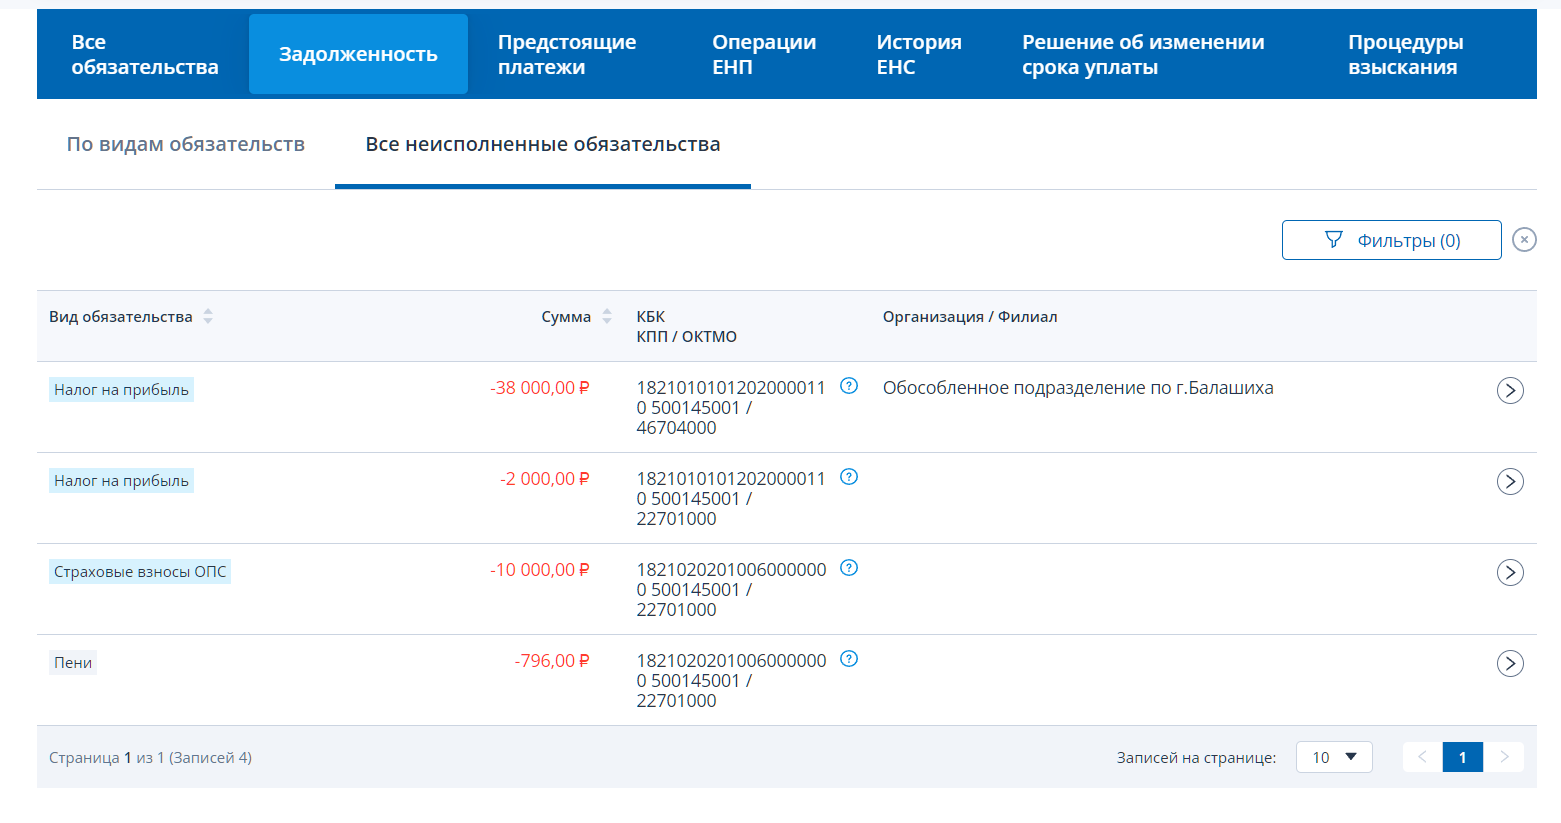 Все обязательства
Задолженность
Предстоящие платежи
Операции ЕНП
История ЕНС
Решение об изменении срока уплаты
Процедуры взыскания
По видам обязательств
Все неисполненные обязательства
Фильтры (0)
Вид обязательства
Сумма
КБК
КПП / ОКТМО
Организация / Филиал
Налог на прибыль
-38 000,00 ₽
1821010101202000011
0 500145001 /
46704000
Обособленное подразделение по г.Балашиха
Налог на прибыль
-2 000,00 ₽
1821010101202000011
0 500145001 /
22701000
Страховые взносы ОПС
-10 000,00 ₽
1821020201006000000
0 500145001 /
22701000
Пени
-796,00 ₽
1821020201006000000
0 500145001 /
22701000
Страница 1 из 1 (Записей 4)
Записей на странице:
10
1